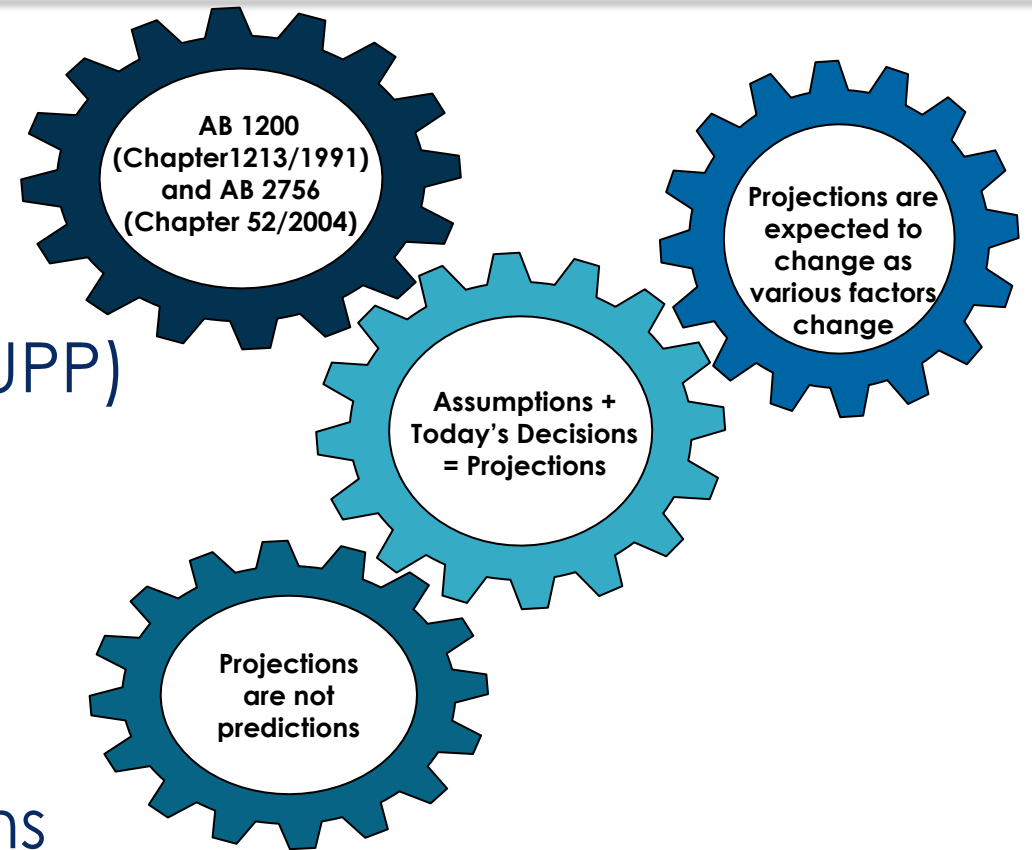 AB 1200
(Chapter1213/1991)
and AB 2756
(Chapter 52/2004)
Projections are
expected to
change as
various factors
change
JPP)
Assumptions +
Today's Decisions
= Projections
Projections
are not
predictions
ns